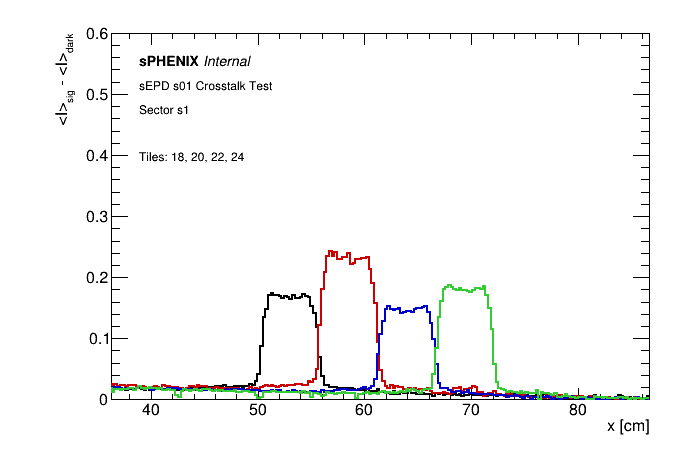 <I>sig - <I>dark
0.6
0.5
0.4
0.3
0.2
0.1
0
sPHENIX Internal
sEPD s01 Crosstalk Test
Sector s1
Tiles: 18, 20, 22, 24
40 50 60 70 80
x [cm]